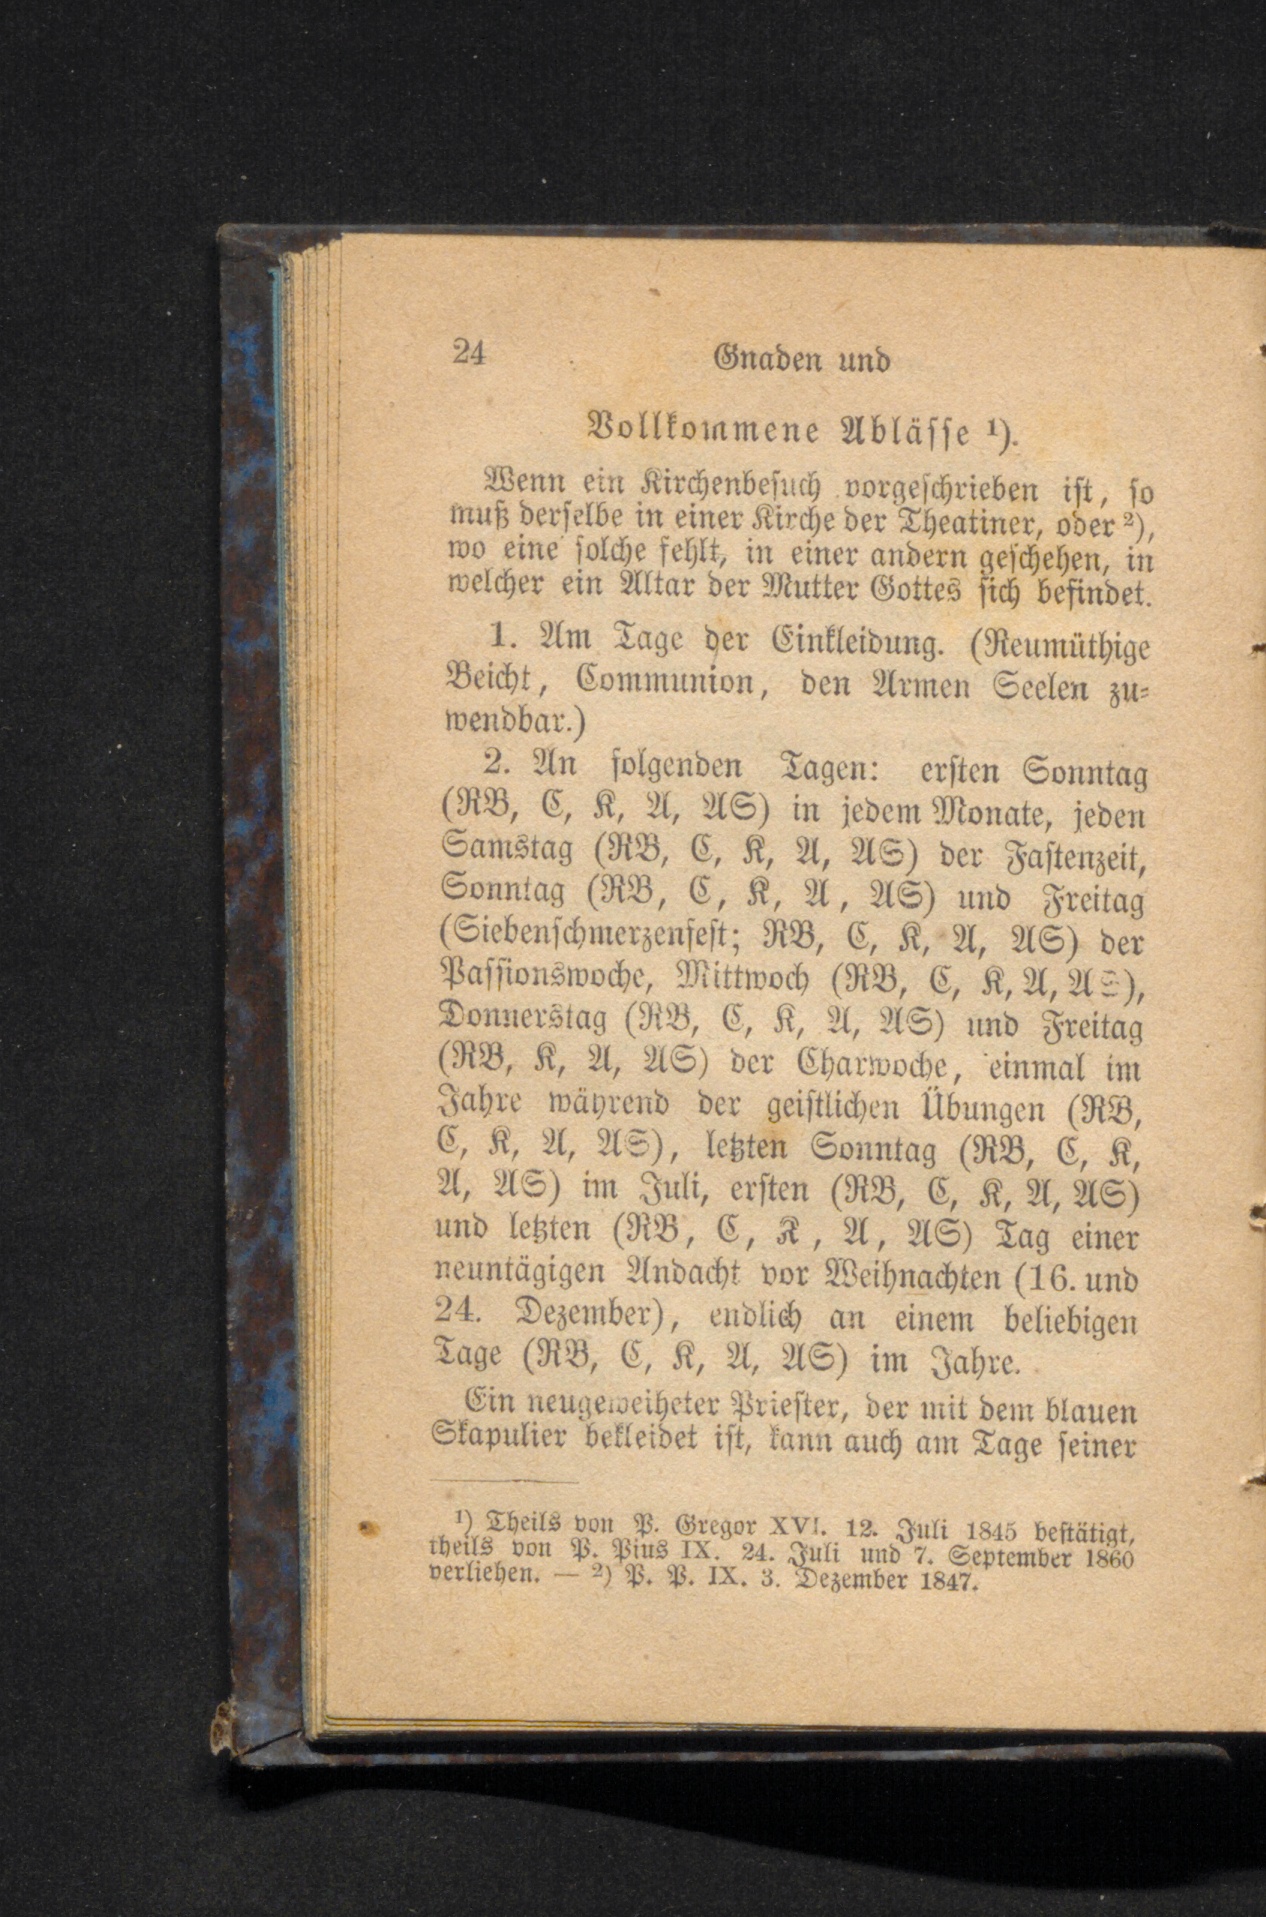 24 Gnaden und
Vollkommene Abläſſe ¹).
Wenn ein Kirchenbeſuch vorgeſchrieben iſt, ſo
muß derſelbe in einer Kirche der Theatiner, oder ²),
wo eine ſolche fehlt, in einer andern geſchehen, in
welcher ein Altar der Mutter Gottes ſich befindet.
1. Am Tage der Einkleidung. (Reumüthige
Beicht, Communion, den Armen Seelen zu-
wendbar.)
2. An folgenden Tagen: erſten Sonntag
(RB, C, K, A, AS) in jedem Monate, jeden
Samstag (RB, C, K, A, AS) der Faſtenzeit,
Sonntag (RB, C, K, A, AS) und Freitag
(Siebenſchmerzenfeſt; RB, C, K, A, AS) der
Paſſionswoche, Mittwoch (RB, C, K, A, AS),
Donnerstag (RB, C, K, A, AS) und Freitag
(RB, K, A, AS) der Charwoche, einmal im
Jahre während der geiſtlichen Übungen (RB,
C, K, A, AS), letzten Sonntag (RB, C, K,
A, AS) im Juli, erſten (RB, C, K, A, AS)
und letzten (RB, C, K, A, AS) Tag einer
neuntägigen Andacht vor Weihnachten (16. und
24. Dezember), endlich an einem beliebigen
Tage (RB, C, K, A, AS) im Jahre.
Ein neugeweiheter Prieſter, der mit dem blauen
Skapulier bekleidet iſt, kann auch am Tage ſeiner
¹) Theils von P. Gregor XVI. 12. Juli 1845 beſtätigt,
theils von P. Pius IX. 24. Juli und 7. September 1860
verliehen. — ²) P. P. IX. 3. Dezember 1847.